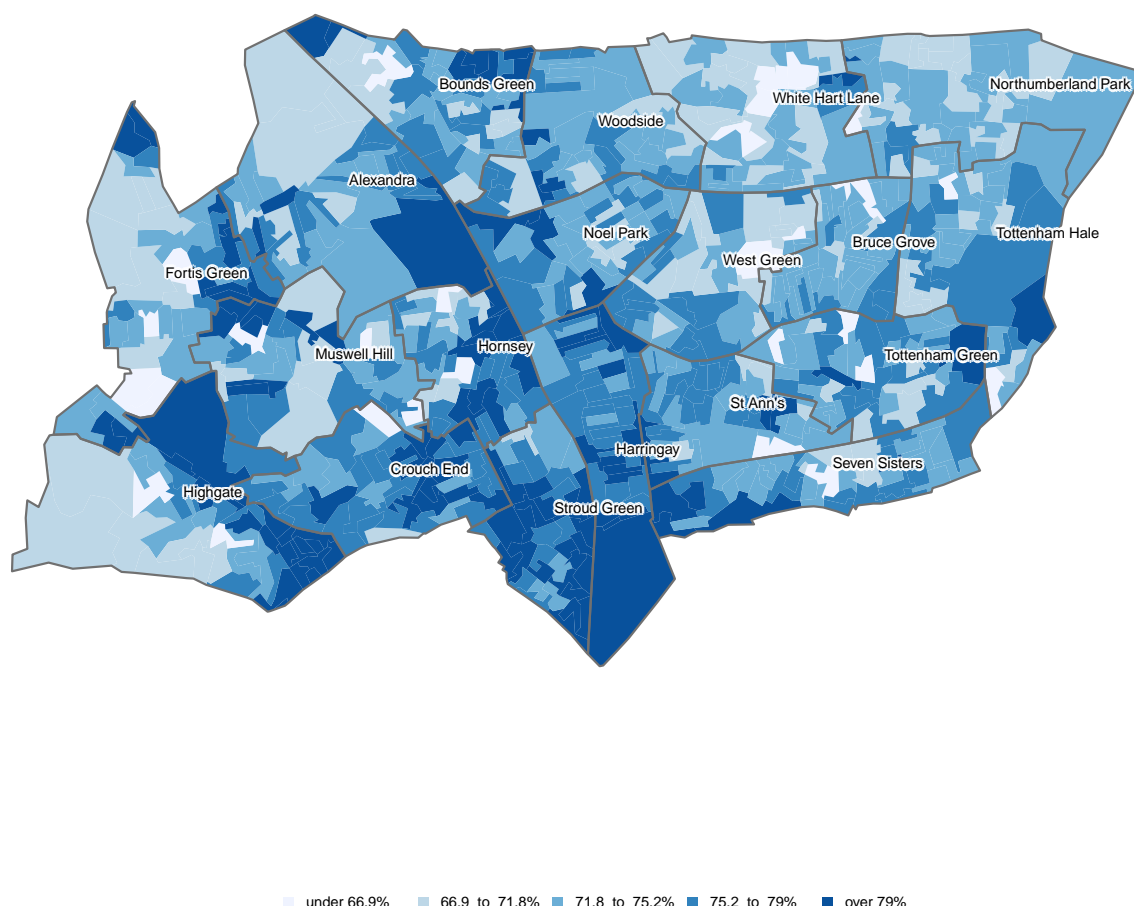 Bounds Green
Northumberland Park
White Hart Lane
Woodside
Alexandra
Noel Park
Tottenham Hale
Bruce Grove
West Green
Fortis Green
Hornsey
Muswell Hill
Tottenham Green
St Ann's
Harringay
Seven Sisters
Crouch End
Highgate
Stroud Green
under 66.9% 66.9 to 71.8% 71.8 to 75.2% 75.2 to 79% over 79%